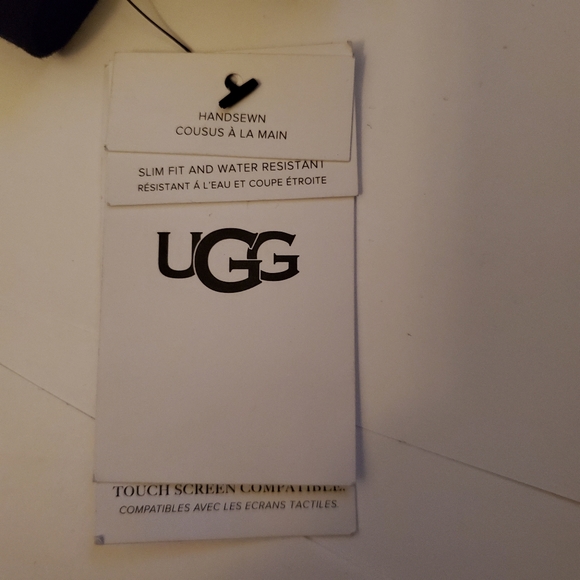 HANDSEWN
COUSUS À LA MAIN
SLIM FIT AND WATER RESISTANT
RÉSISTANT Á L'EAU ET COUPE ÉTROITE
UGG
TOUCH SCREEN COMPATIBLE.
COMPATIBLES AVEC LES ECRANS TACTILES.